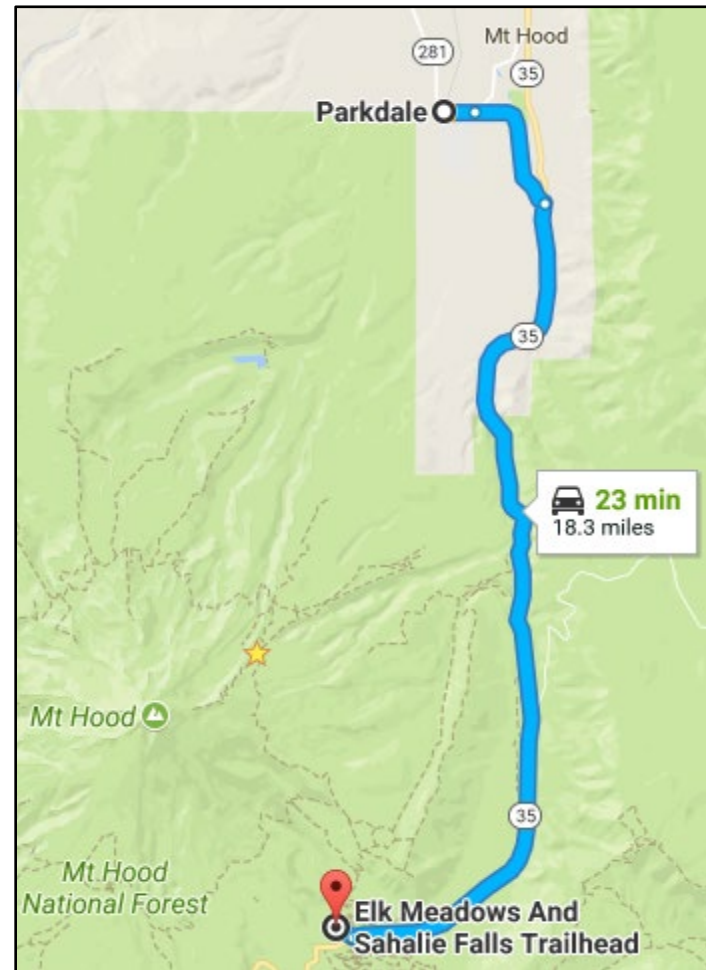 Mt Hood
281
35
Parkdale
35
23 min
18.3 miles
Mt Hood
35
Mt Hood
National Forest
Elk Meadows And
Sahalie Falls Trailhead